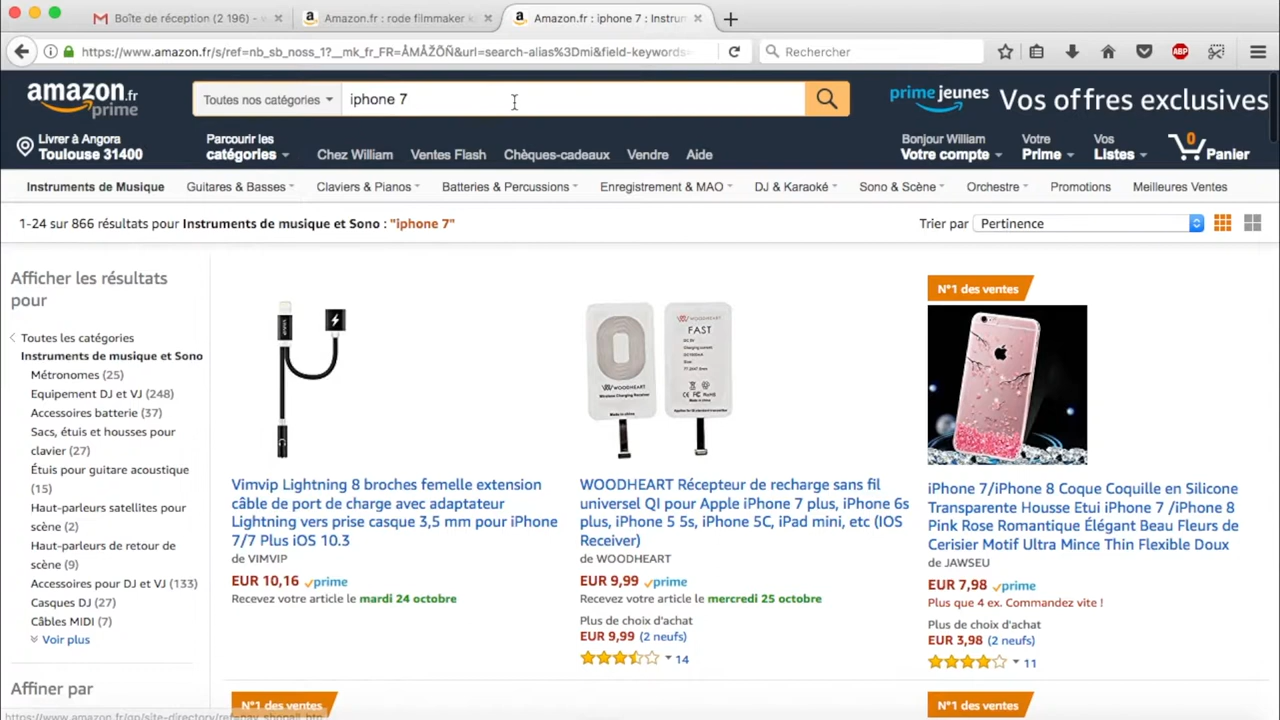 Boîte de réception (2 196) -
Amazon.fr : rode filmmaker k
Amazon.fr : iphone 7 : Instrun
https://www.amazon.fr/s/ref=nb_sb_noss_1?__mk_fr_FR=ÅMÅŽÕÑ&url=search-alias%3Dmi&field-keywords=
Rechercher
ABP
amazon.fr
prime
Toutes nos catégories
iphone 7
prime jeunes
Vos offres exclusives
Livrer à Angora
Toulouse 31400
Parcourir les
catégories
Chez William
Ventes Flash
Chèques-cadeaux
Vendre
Aide
Bonjour William
Votre compte
Votre
Prime
Vos
Listes
0
Panier
Instruments de Musique
Guitares & Basses
Claviers & Pianos
Batteries & Percussions
Enregistrement & MAO
DJ & Karaoké
Sono & Scène
Orchestre
Promotions
Meilleures Ventes
1-24 sur 866 résultats pour Instruments de musique et Sono : "iphone 7"
Trier par
Pertinence
Afficher les résultats
pour
Toutes les catégories
Instruments de musique et Sono
Métronomes (25)
Equipement DJ et VJ (248)
Accessoires batterie (37)
Sacs, étuis et housses pour
clavier (27)
Étuis pour guitare acoustique
(15)
Haut-parleurs satellites pour
scène (2)
Haut-parleurs de retour de
scène (9)
Accessoires pour DJ et VJ (133)
Casques DJ (27)
Câbles MIDI (7)
Voir plus
Affiner par
Vimvip Lightning 8 broches femelle extension
câble de port de charge avec adaptateur
Lightning vers prise casque 3,5 mm pour iPhone
7/7 Plus iOS 10.3
de VIMVIP
EUR 10,16 prime
Recevez votre article le mardi 24 octobre
N°1 des ventes
WOODHEART
WOODHEART
FAST
WOODHEART Récepteur de recharge sans fil
universel QI pour Apple iPhone 7 plus, iPhone 6s
plus, iPhone 5 5s, iPhone 5C, iPad mini, etc (IOS
Receiver)
de WOODHEART
EUR 9,99 prime
Recevez votre article le mercredi 25 octobre
Plus de choix d'achat
EUR 9,99 (2 neufs)
14
N°1 des ventes
iPhone 7/iPhone 8 Coque Coquille en Silicone
Transparente Housse Etui iPhone 7 /iPhone 8
Pink Rose Romantique Élégant Beau Fleurs de
Cerisier Motif Ultra Mince Thin Flexible Doux
de JAWSEU
EUR 7,98 prime
Plus que 4 ex. Commandez vite !
Plus de choix d'achat
EUR 3,98 (2 neufs)
11
N°1 des ventes